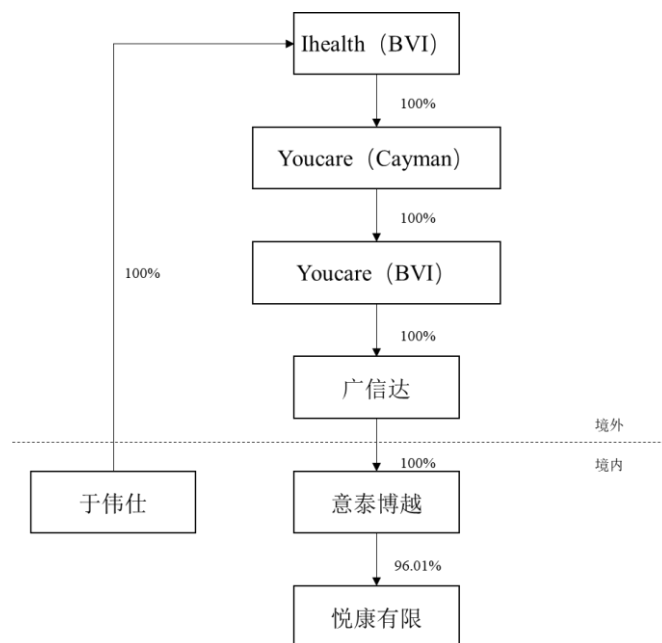 Ihealth（BVI）
100%
Youcare（Cayman）
100%
Youcare（BVI）
100%
100%
广信达
境外
100%
境内
于伟仕
意泰博越
96.01%
悦康有限